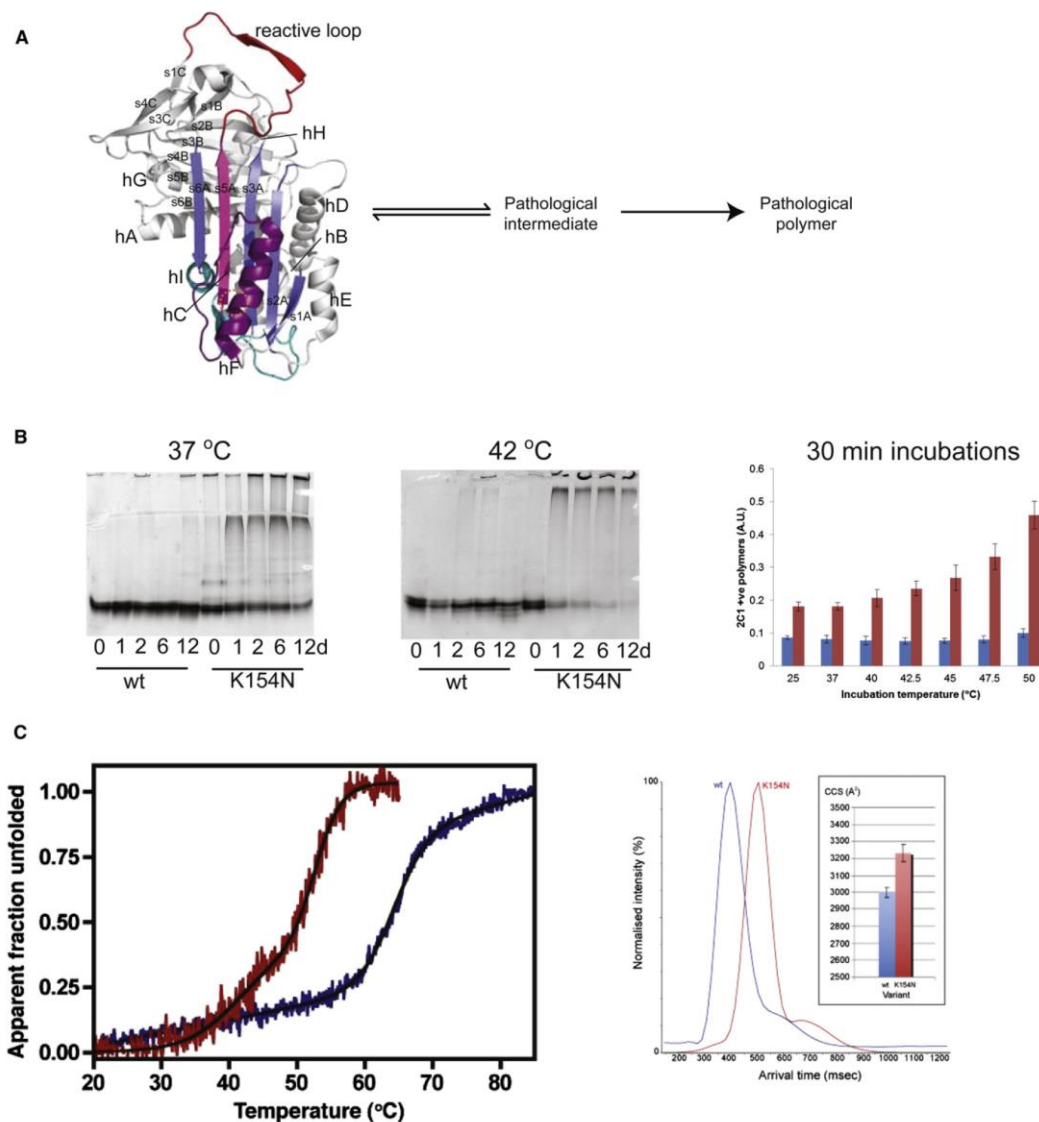 A
reactive loop
s1C
s4C
s3C
s1B
s2B
s3B
s4B
hH
hG
s5B
s6A
s5A
s3A
s6B
hD
hA
hB
hI
hC
s2A
s1A
hE
hF
Pathological
intermediate
Pathological
polymer
B
37 °C
0 1 2 6 12 0 1 2 6 12d
wt K154N
42 °C
0 1 2 6 12 0 1 2 6 12d
wt K154N
30 min incubations
2C1 +ve polymers (A.U.)
0.6
0.5
0.4
0.3
0.2
0.1
0
25 37 40 42.5 45 47.5 50
Incubation temperature (°C)
C
Apparent fraction unfolded
1.00
0.75
0.50
0.25
0.00
20 30 40 50 60 70 80
Temperature (°C)
Normalised intensity (%)
100
0
wt
K154N
CCS (Å²)
3500
3400
3300
3200
3100
3000
2900
2800
2700
2600
2500
wt K154N
Variant
200 300 400 500 600 700 800 900 1000 1100 1200
Arrival time (msec)